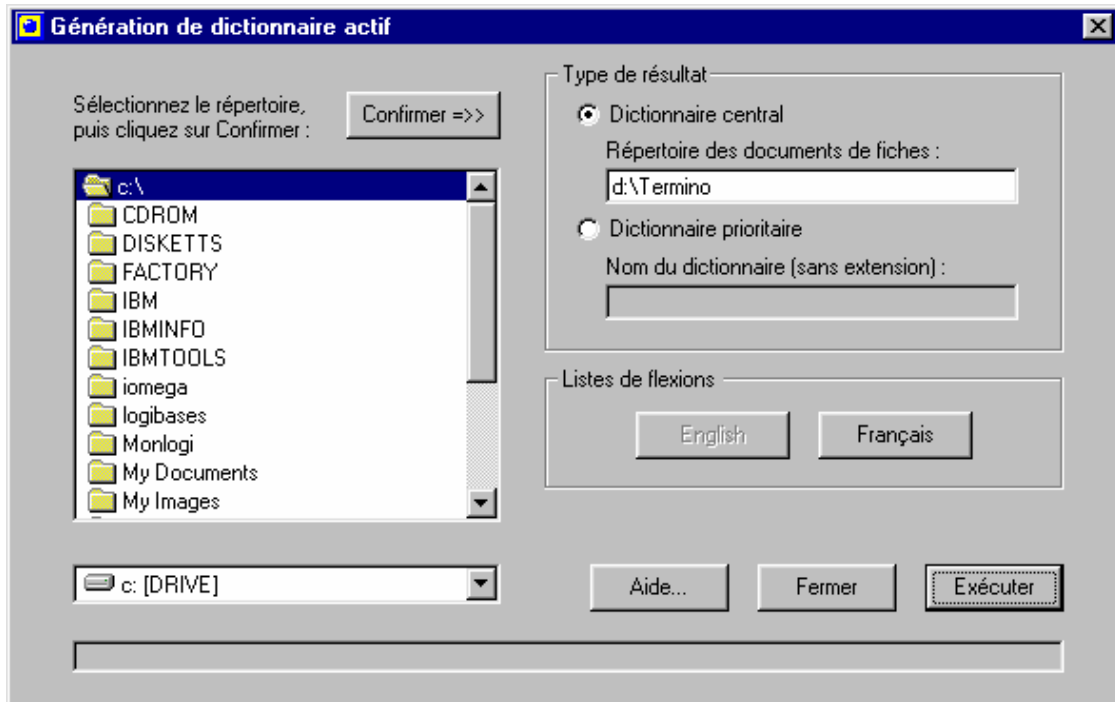 Génération de dictionnaire actif
Sélectionnez le répertoire,
puis cliquez sur Confirmer :
Confirmer =>>
c:\
CDROM
DISKETTS
FACTORY
IBM
IBMINFO
IBMTOOLS
iomega
logibases
Monlogi
My Documents
My Images
c: [DRIVE]
Type de résultat
Dictionnaire central
Répertoire des documents de fiches :
d:\Termino
Dictionnaire prioritaire
Nom du dictionnaire (sans extension) :
Listes de flexions
English
Français
Aide...
Fermer
Exécuter